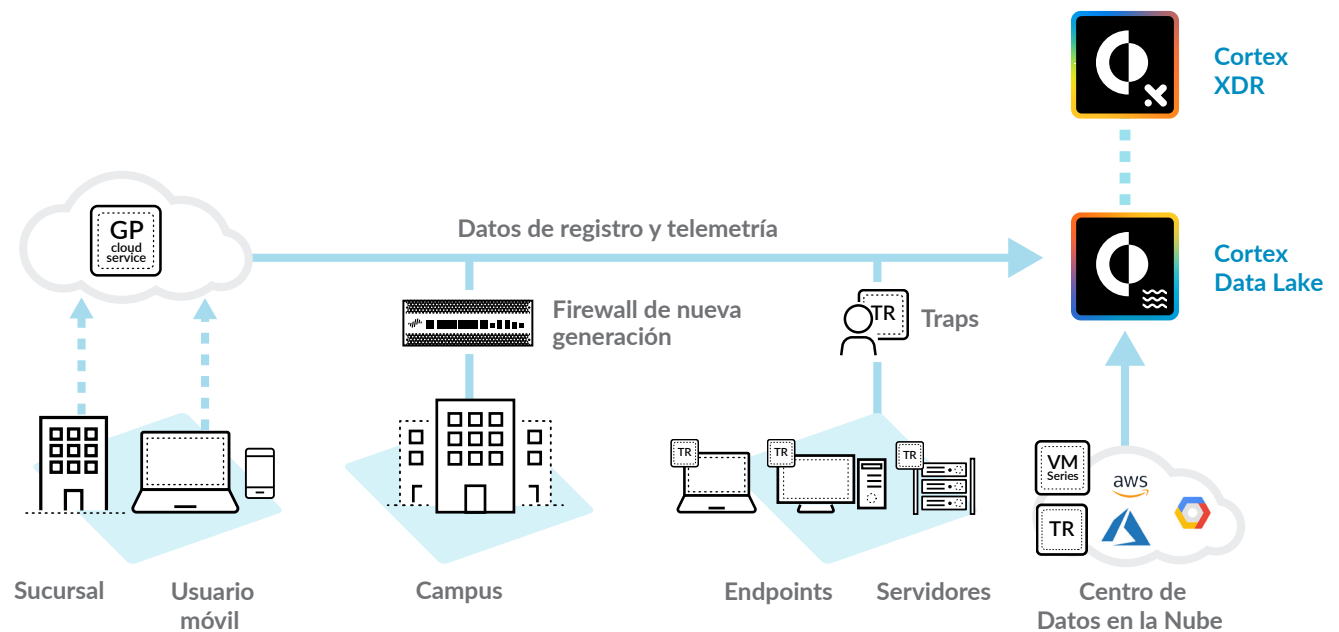 Cortex
XDR
GP
cloud
service
Datos de registro y telemetría
Cortex
Data Lake
Firewall de nueva
generación
TR
Traps
TR
TR
TR
VM
Series
aws
TR
Sucursal
Usuario
móvil
Campus
Endpoints
Servidores
Centro de
Datos en la Nube